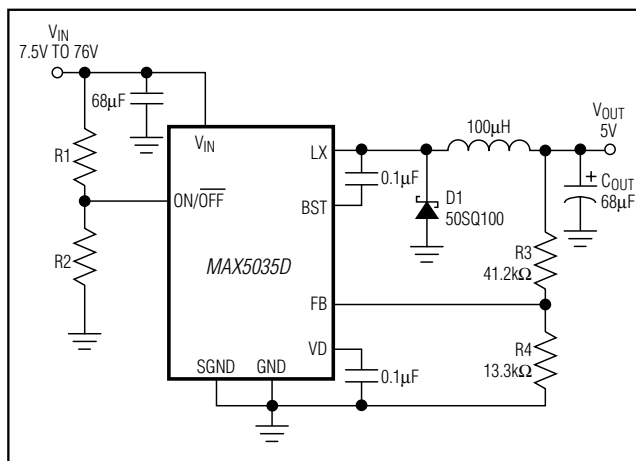 VIN
7.5V TO 76V
68μF
R1
R2
VIN
ON/OFF
MAX5035D
SGND
GND
LX
BST
FB
VD
0.1μF
0.1μF
D1
50SQ100
100μH
VOUT
5V
+
COUT
68μF
R3
41.2kΩ
R4
13.3kΩ